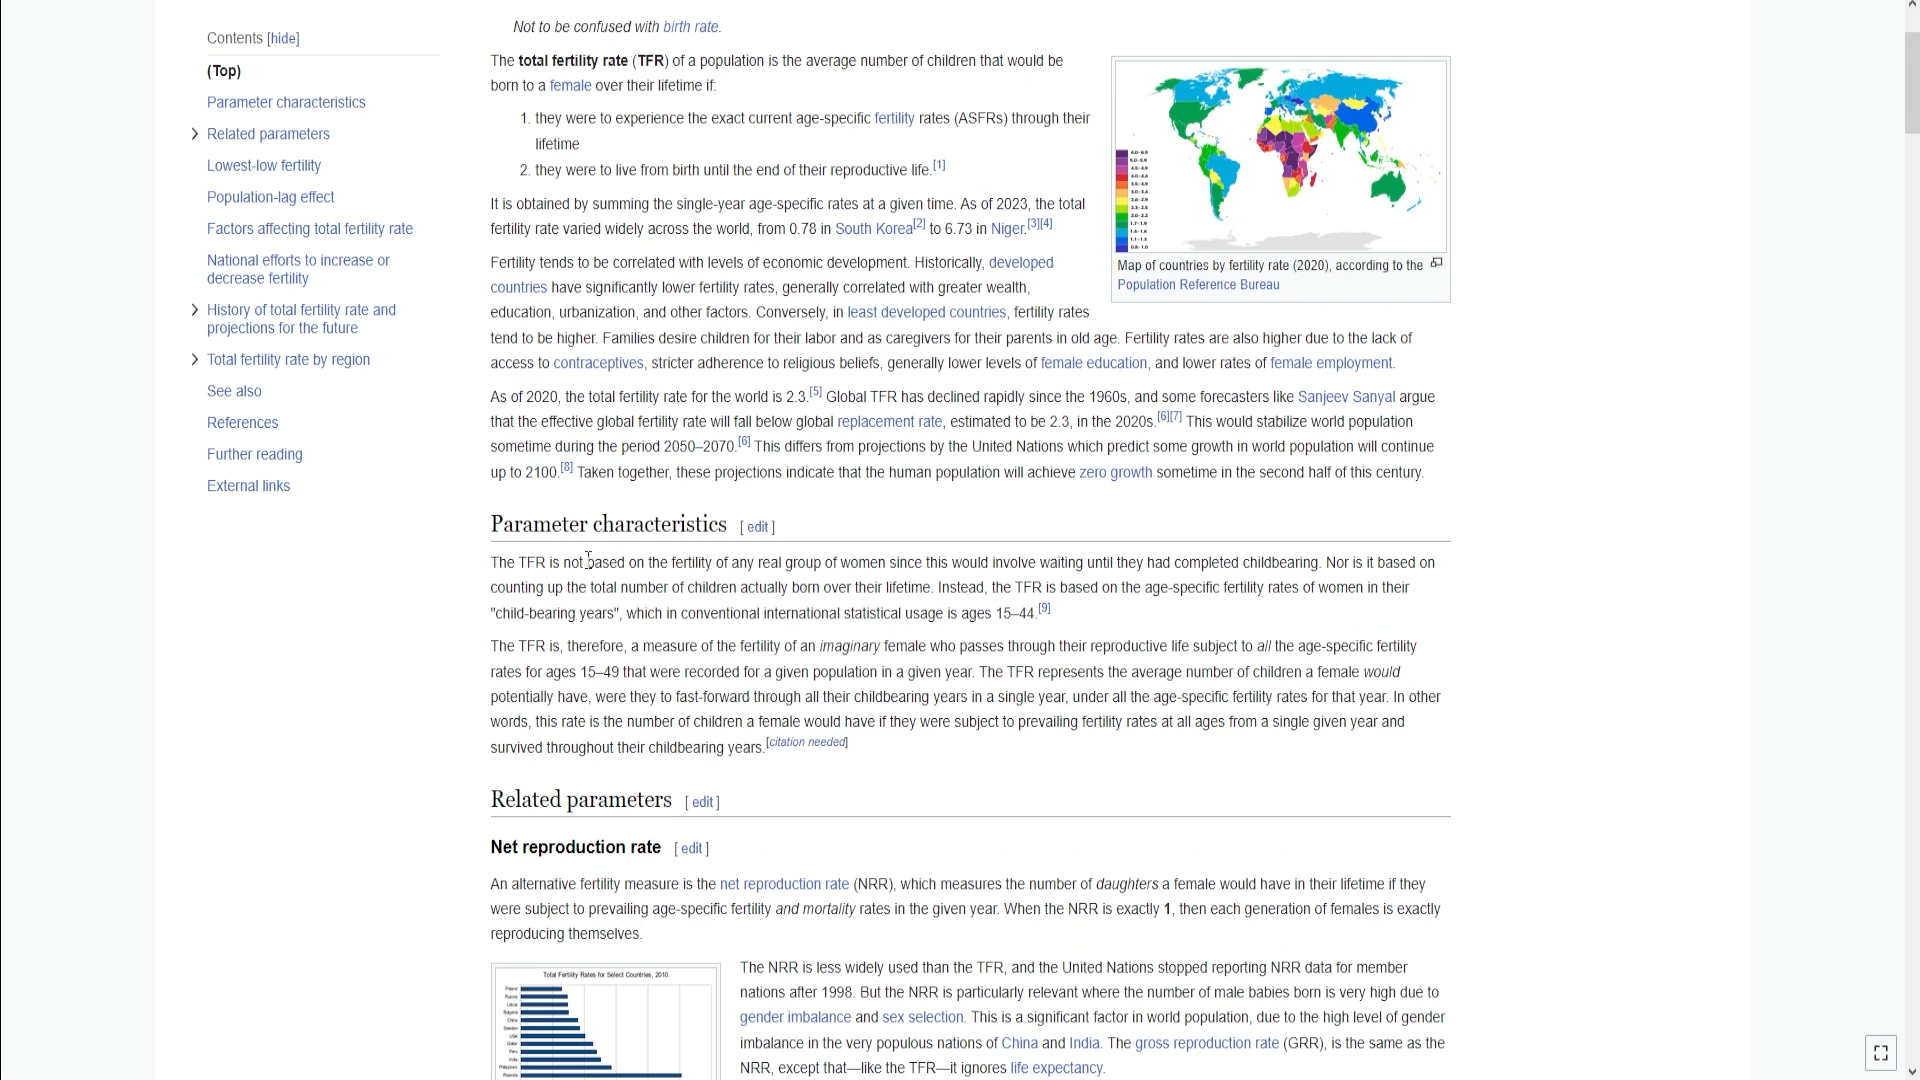 Contents [hide]
(Top)
Parameter characteristics
Related parameters
Lowest-low fertility
Population-lag effect
Factors affecting total fertility rate
National efforts to increase or
decrease fertility
History of total fertility rate and
projections for the future
Total fertility rate by region
See also
References
Further reading
External links
Not to be confused with birth rate.
The total fertility rate (TFR) of a population is the average number of children that would be
born to a female over their lifetime if:
1. they were to experience the exact current age-specific fertility rates (ASFRs) through their
lifetime
2. they were to live from birth until the end of their reproductive life.[1]
It is obtained by summing the single-year age-specific rates at a given time. As of 2023, the total
fertility rate varied widely across the world, from 0.78 in South Korea[2] to 6.73 in Niger.[3][4]
Map of countries by fertility rate (2020), according to the
Population Reference Bureau
Fertility tends to be correlated with levels of economic development. Historically, developed
countries have significantly lower fertility rates, generally correlated with greater wealth,
education, urbanization, and other factors. Conversely, in least developed countries, fertility rates
tend to be higher. Families desire children for their labor and as caregivers for their parents in old age. Fertility rates are also higher due to the lack of
access to contraceptives, stricter adherence to religious beliefs, generally lower levels of female education, and lower rates of female employment.
As of 2020, the total fertility rate for the world is 2.3.[5] Global TFR has declined rapidly since the 1960s, and some forecasters like Sanjeev Sanyal argue
that the effective global fertility rate will fall below global replacement rate, estimated to be 2.3, in the 2020s.[6][7] This would stabilize world population
sometime during the period 2050–2070.[6] This differs from projections by the United Nations which predict some growth in world population will continue
up to 2100.[8] Taken together, these projections indicate that the human population will achieve zero growth sometime in the second half of this century.
Parameter characteristics [ edit ]
The TFR is not based on the fertility of any real group of women since this would involve waiting until they had completed childbearing. Nor is it based on
counting up the total number of children actually born over their lifetime. Instead, the TFR is based on the age-specific fertility rates of women in their
"child-bearing years", which in conventional international statistical usage is ages 15–44.[9]
The TFR is, therefore, a measure of the fertility of an imaginary female who passes through their reproductive life subject to all the age-specific fertility
rates for ages 15–49 that were recorded for a given population in a given year. The TFR represents the average number of children a female would
potentially have, were they to fast-forward through all their childbearing years in a single year, under all the age-specific fertility rates for that year. In other
words, this rate is the number of children a female would have if they were subject to prevailing fertility rates at all ages from a single given year and
survived throughout their childbearing years.[citation needed]
Related parameters [ edit ]
Net reproduction rate [ edit ]
An alternative fertility measure is the net reproduction rate (NRR), which measures the number of daughters a female would have in their lifetime if they
were subject to prevailing age-specific fertility and mortality rates in the given year. When the NRR is exactly 1, then each generation of females is exactly
reproducing themselves.
Total Fertility Rates for Select Countries, 2010.
Poland
Russia
Latvia
Bulgaria
China
Sweden
USA
Qatar
Peru
India
Philippines
Rwanda
The NRR is less widely used than the TFR, and the United Nations stopped reporting NRR data for member
nations after 1998. But the NRR is particularly relevant where the number of male babies born is very high due to
gender imbalance and sex selection. This is a significant factor in world population, due to the high level of gender
imbalance in the very populous nations of China and India. The gross reproduction rate (GRR), is the same as the
NRR, except that—like the TFR—it ignores life expectancy.